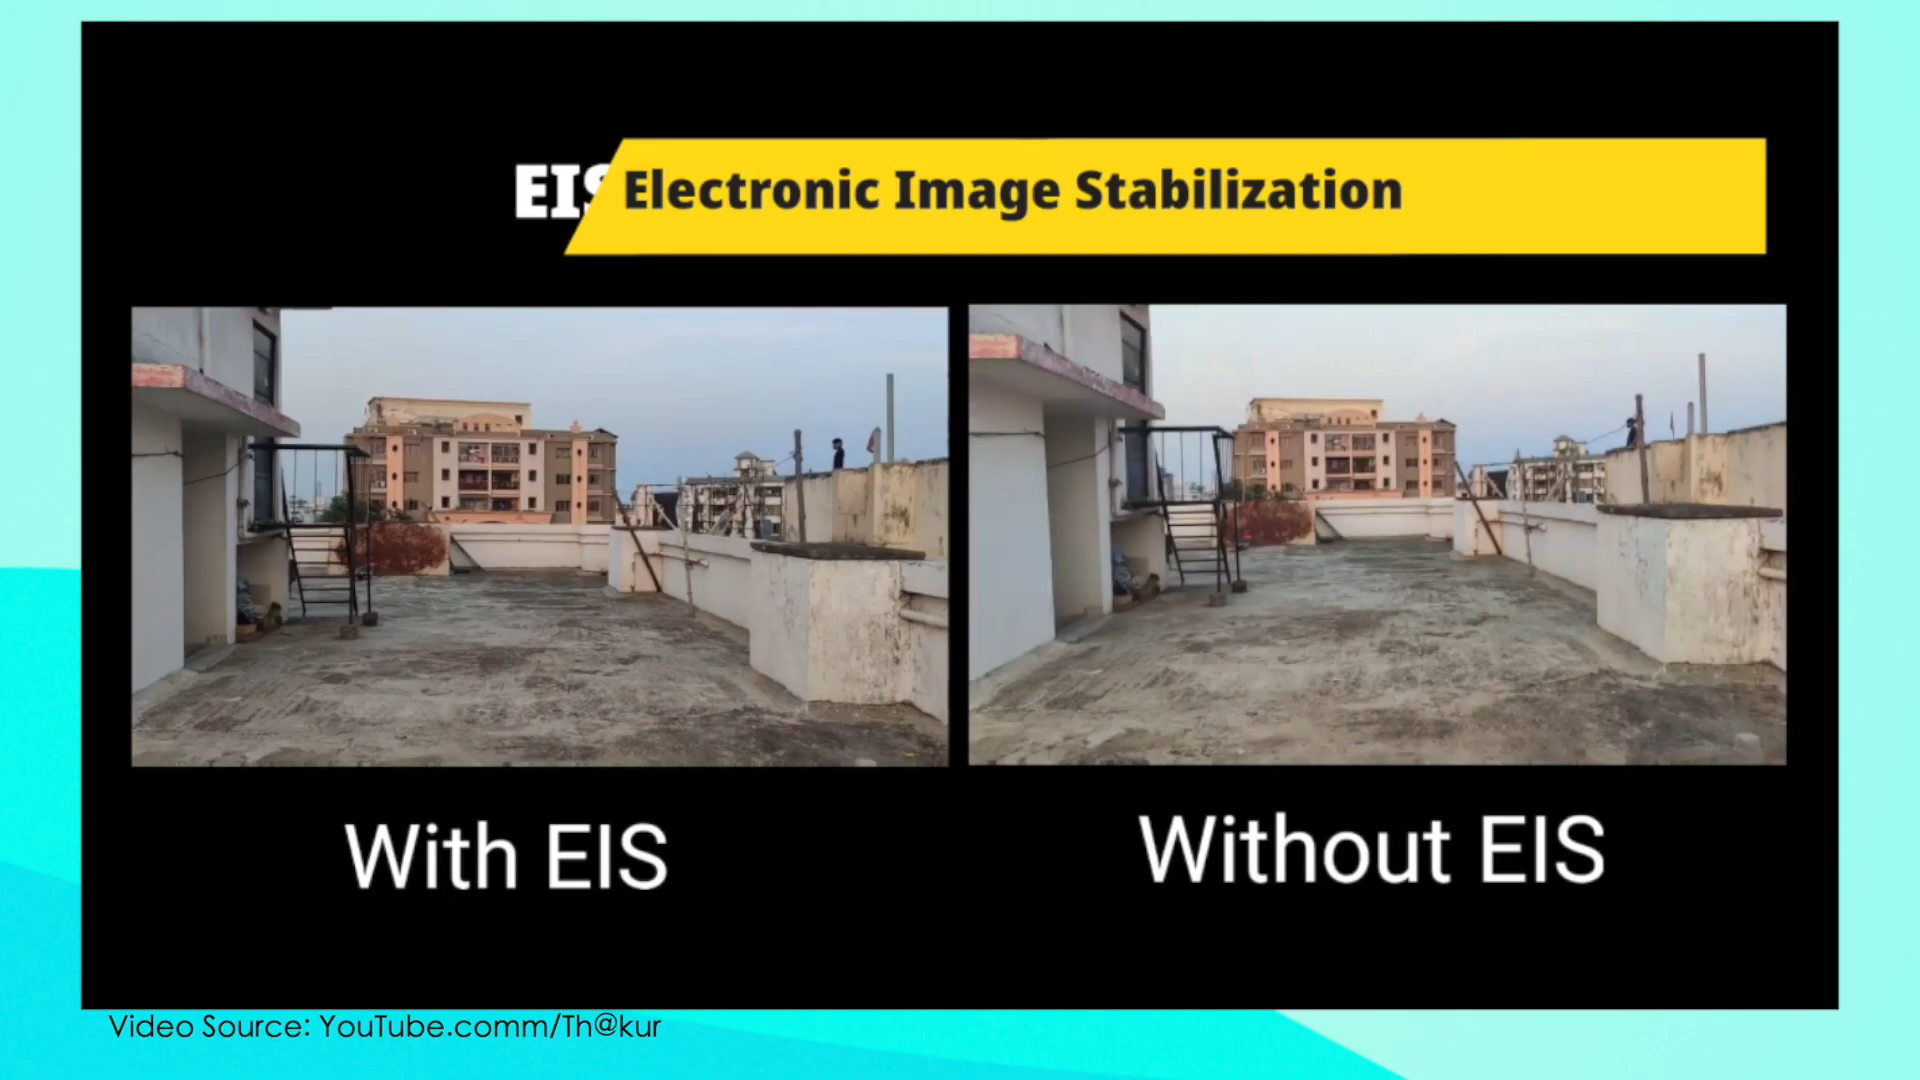 EIS Electronic Image Stabilization
With EIS
Without EIS
Video Source: YouTube.comm/Th@kur